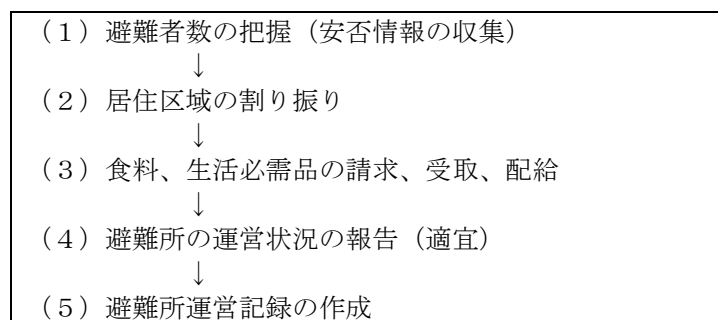 （１）避難者数の把握（安否情報の収集）
↓
（２）居住区域の割り振り
↓
（３）食料、生活必需品の請求、受取、配給
↓
（４）避難所の運営状況の報告（適宜）
↓
（５）避難所運営記録の作成